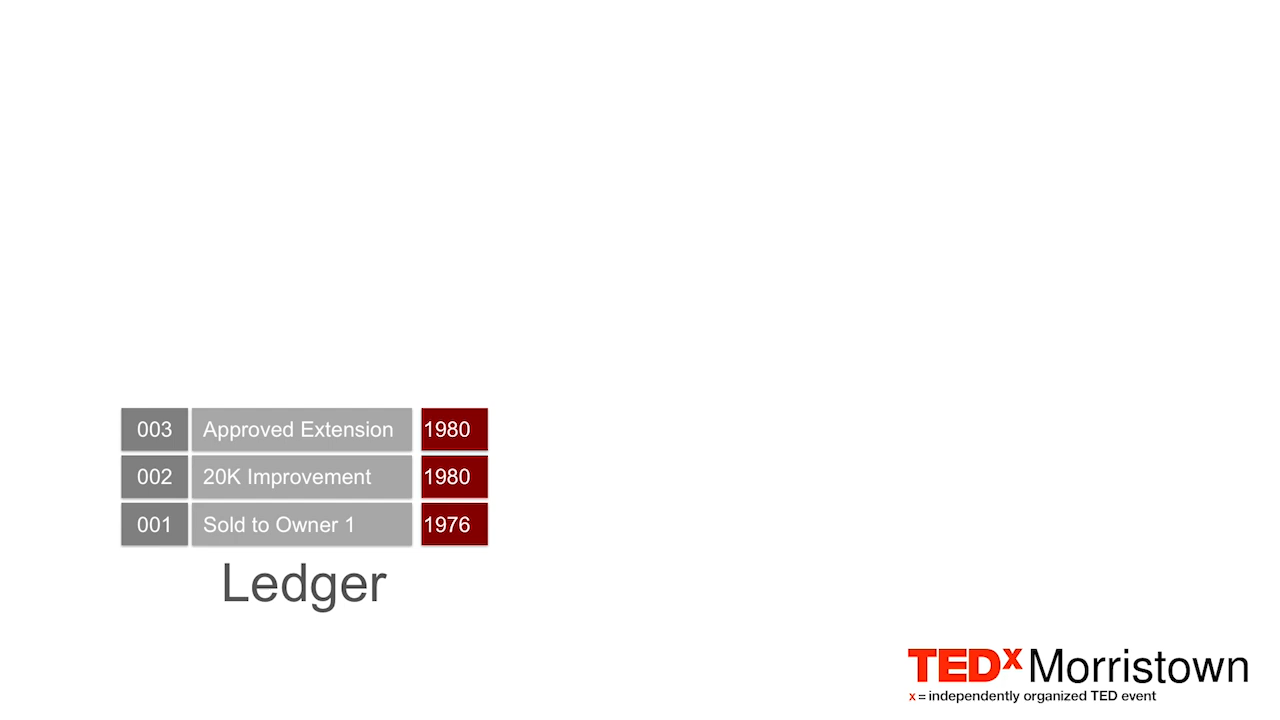 003 Approved Extension 1980
002 20K Improvement 1980
001 Sold to Owner 1 1976
Ledger
TEDx Morristown
x = independently organized TED event